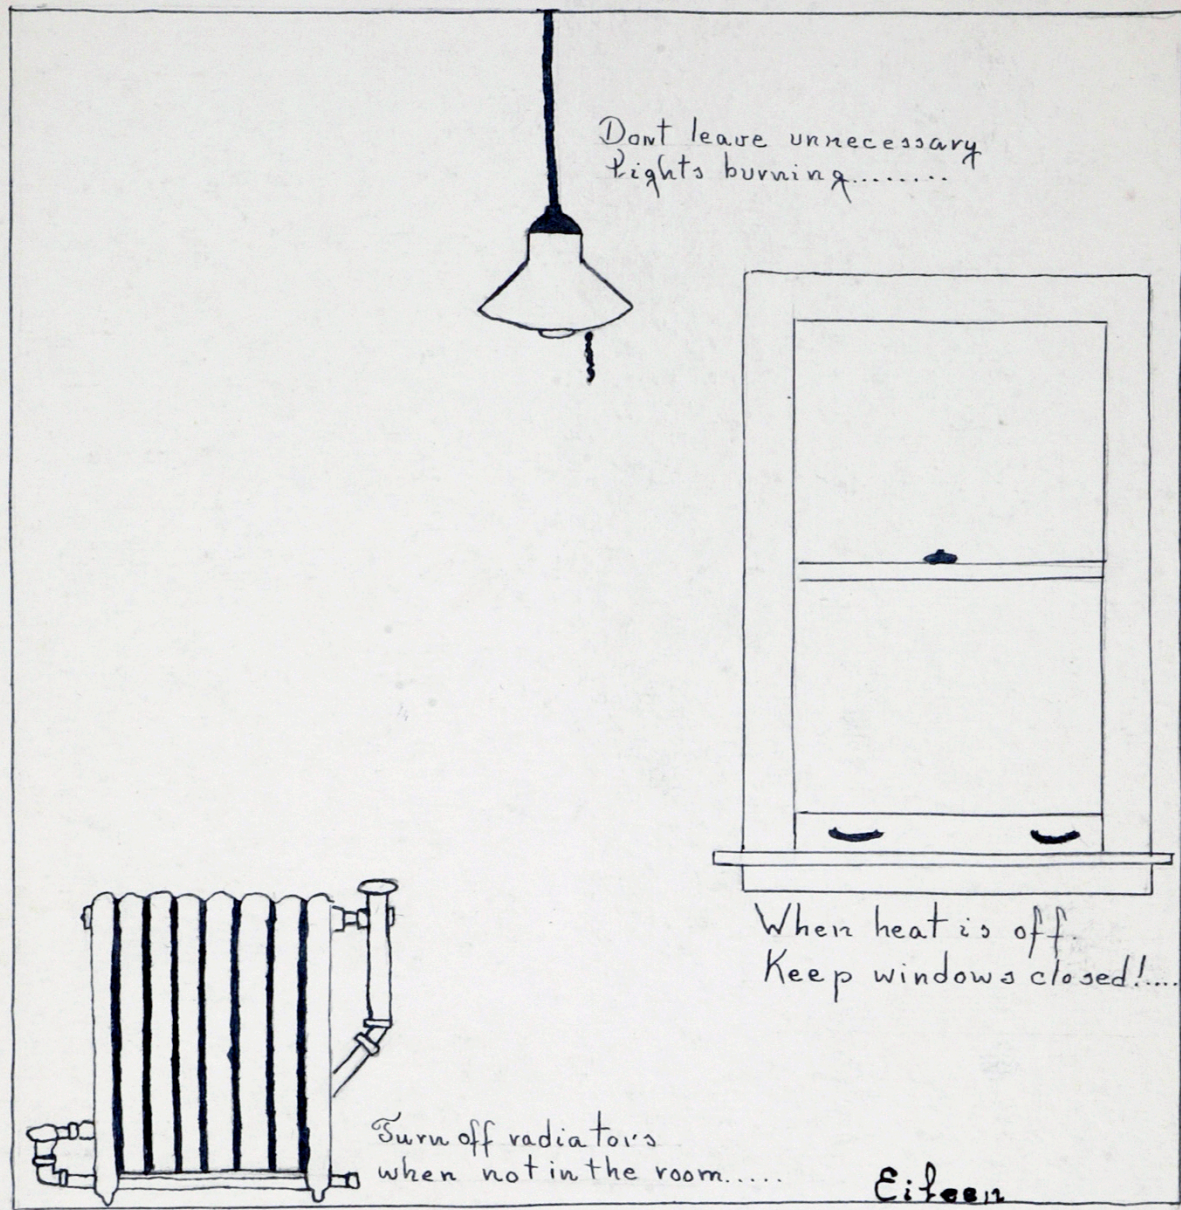 Dont leave unnecessary
lights burning........
When heat is off
Keep windows closed!....
Turn off radiators
when not in the room.....
Eileen